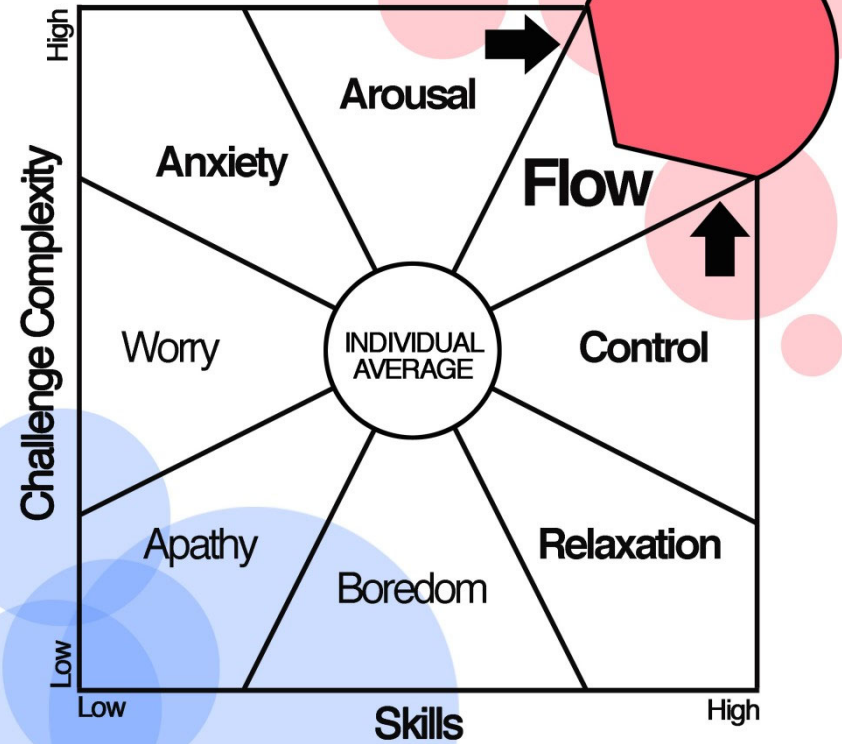 High
Arousal
Anxiety
Flow
Challenge Complexity
Worry
INDIVIDUAL
AVERAGE
Control
Apathy
Relaxation
Boredom
Low
Low
Skills
High